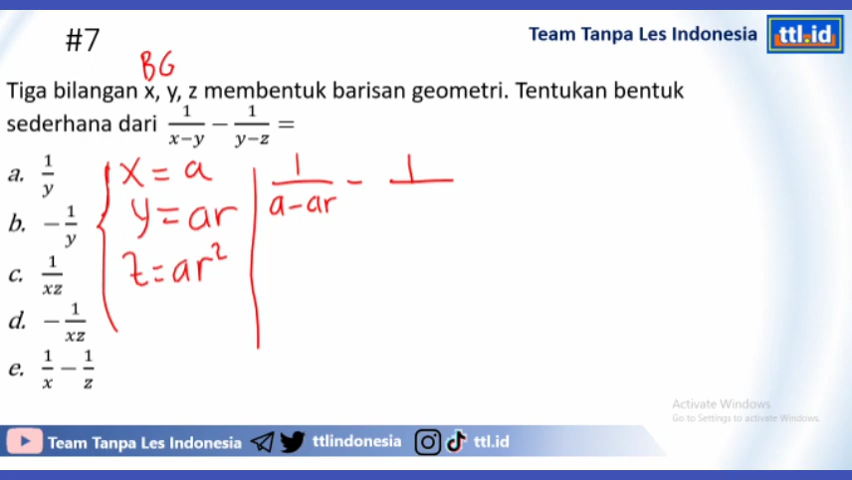 #7
Team Tanpa Les Indonesia ttl.id
BG
Tiga bilangan x, y, z membentuk barisan geometri. Tentukan bentuk
sederhana dari 1/(x−y) − 1/(y−z) =
a. 1/y
b. −1/y
c. 1/xz
d. −1/xz
e. 1/x − 1/z
x = a
y = ar
z = ar²
1/(a−ar) − 1/
Activate Windows
Go to Settings to activate Windows.
Team Tanpa Les Indonesia ttlindonesia ttl.id